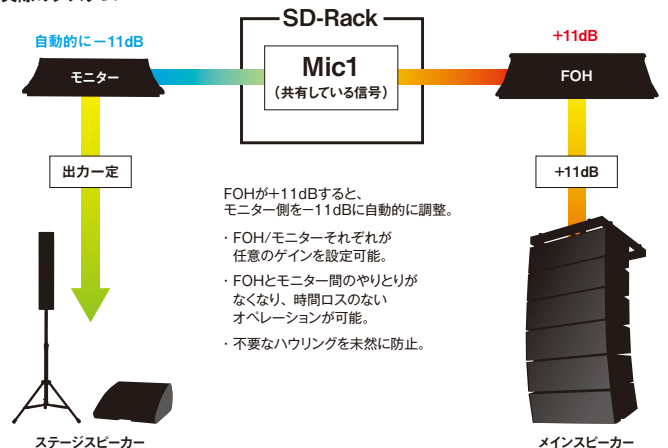 SD-Rack
自動的に−11dB
+11dB
モニター
Mic1
(共有している信号)
FOH
出力一定
+11dB
FOHが+11dBすると、
モニター側を−11dBに自動的に調整。
・FOH/モニターそれぞれが
任意のゲインを設定可能。
・FOHとモニター間のやりとりが
なくなり、時間ロスのない
オペレーションが可能。
・不要なハウリングを未然に防止。
ステージスピーカー
メインスピーカー